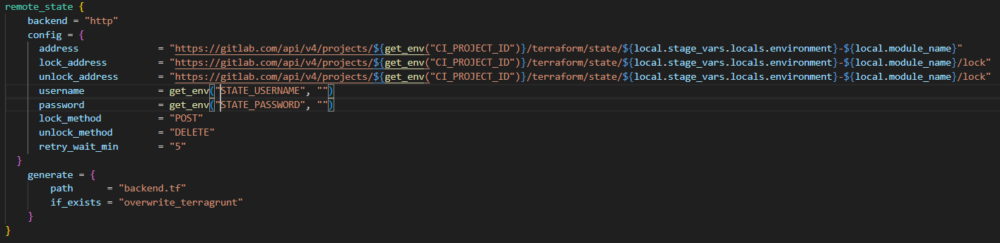 remote_state {
backend = "http"
config = {
address = "https://gitlab.com/api/v4/projects/${get_env("CI_PROJECT_ID")}/terraform/state/${local.stage_vars.locals.environment}-${local.module_name}"
lock_address = "https://gitlab.com/api/v4/projects/${get_env("CI_PROJECT_ID")}/terraform/state/${local.stage_vars.locals.environment}-${local.module_name}/lock"
unlock_address = "https://gitlab.com/api/v4/projects/${get_env("CI_PROJECT_ID")}/terraform/state/${local.stage_vars.locals.environment}-${local.module_name}/lock"
username = get_env("STATE_USERNAME", "")
password = get_env("STATE_PASSWORD", "")
lock_method = "POST"
unlock_method = "DELETE"
retry_wait_min = "5"
}
generate = {
path = "backend.tf"
if_exists = "overwrite_terragrunt"
}
}